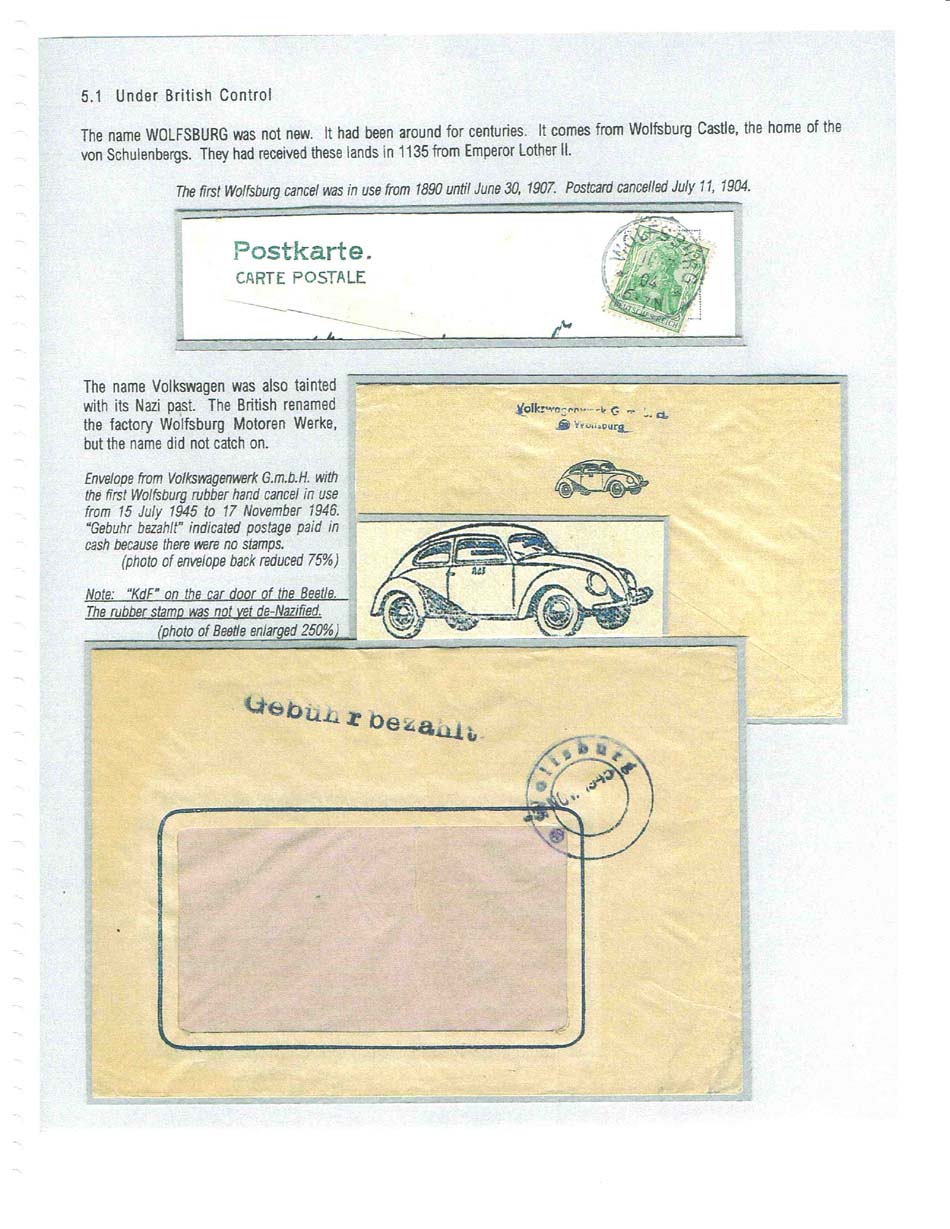 5.1 Under British Control
The name WOLFSBURG was not new. It had been around for centuries. It comes from Wolfsburg Castle, the home of the
von Schulenbergs. They had received these lands in 1135 from Emperor Lother II.
The first Wolfsburg cancel was in use from 1890 until June 30, 1907. Postcard cancelled July 11, 1904.
Postkarte.
CARTE POSTALE
WOLFSBURG
04
DEUTSCHES REICH
The name Volkswagen was also tainted
with its Nazi past. The British renamed
the factory Wolfsburg Motoren Werke,
but the name did not catch on.
Volkswagenwerk G.m.b.H.
Wolfsburg
Envelope from Volkswagenwerk G.m.b.H. with
the first Wolfsburg rubber hand cancel in use
from 15 July 1945 to 17 November 1946.
"Gebuhr bezahlt" indicated postage paid in
cash because there were no stamps.
(photo of envelope back reduced 75%)
Note: "KdF" on the car door of the Beetle.
The rubber stamp was not yet de-Nazified.
(photo of Beetle enlarged 250%)
Gebühr bezahlt
Wolfsburg
1945